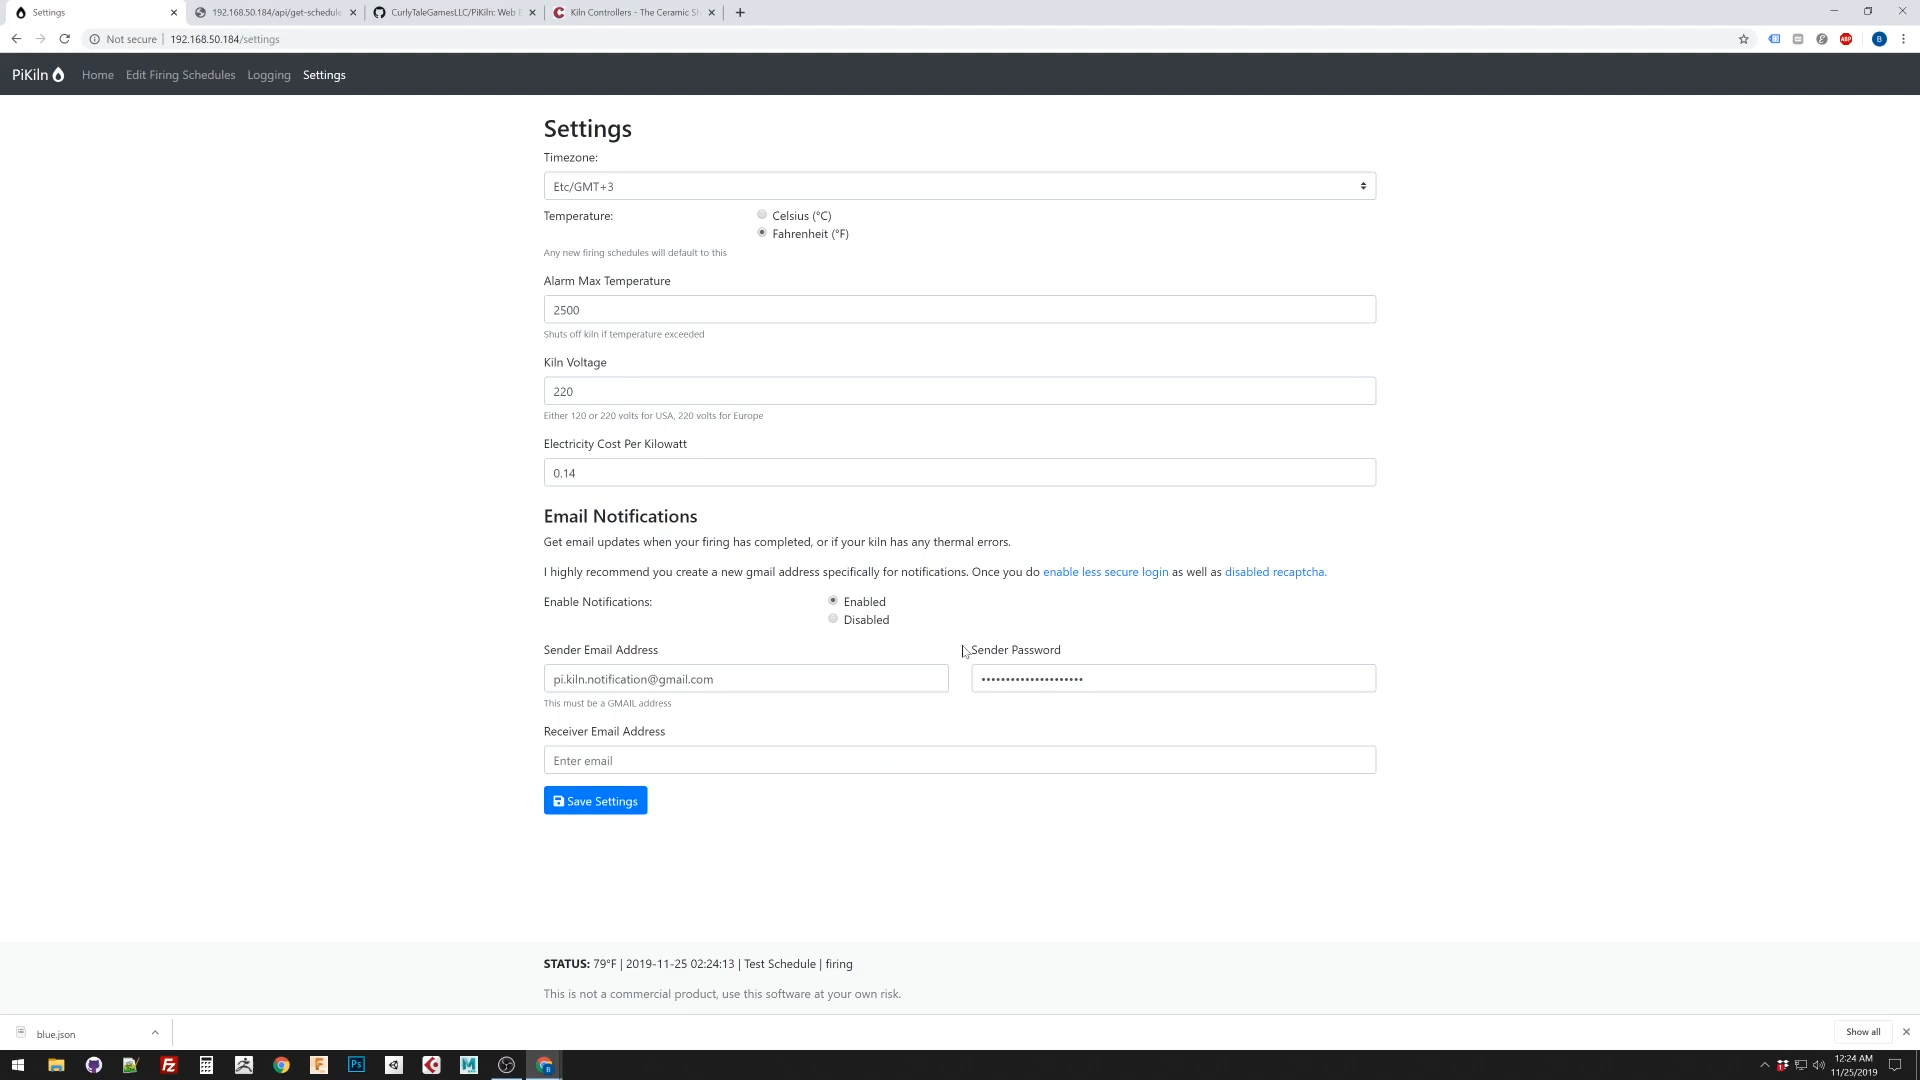 Settings
192.168.50.184/api/get-schedule
CurlyTaleGamesLLC/PiKiln: Web
Kiln Controllers - The Ceramic Sh
Not secure | 192.168.50.184/settings
PiKiln Home Edit Firing Schedules Logging Settings
Settings
Timezone:
Etc/GMT+3
Temperature: Celsius (°C)
Fahrenheit (°F)
Any new firing schedules will default to this
Alarm Max Temperature
2500
Shuts off kiln if temperature exceeded
Kiln Voltage
220
Either 120 or 220 volts for USA, 220 volts for Europe
Electricity Cost Per Kilowatt
0.14
Email Notifications
Get email updates when your firing has completed, or if your kiln has any thermal errors.
I highly recommend you create a new gmail address specifically for notifications. Once you do enable less secure login as well as disabled recaptcha.
Enable Notifications: Enabled
Disabled
Sender Email Address Sender Password
pi.kiln.notification@gmail.com •••••••••••••••••••••
This must be a GMAIL address
Receiver Email Address
Enter email
Save Settings
STATUS: 79°F | 2019-11-25 02:24:13 | Test Schedule | firing
This is not a commercial product, use this software at your own risk.
blue.json Show all
12:24 AM
11/25/2019